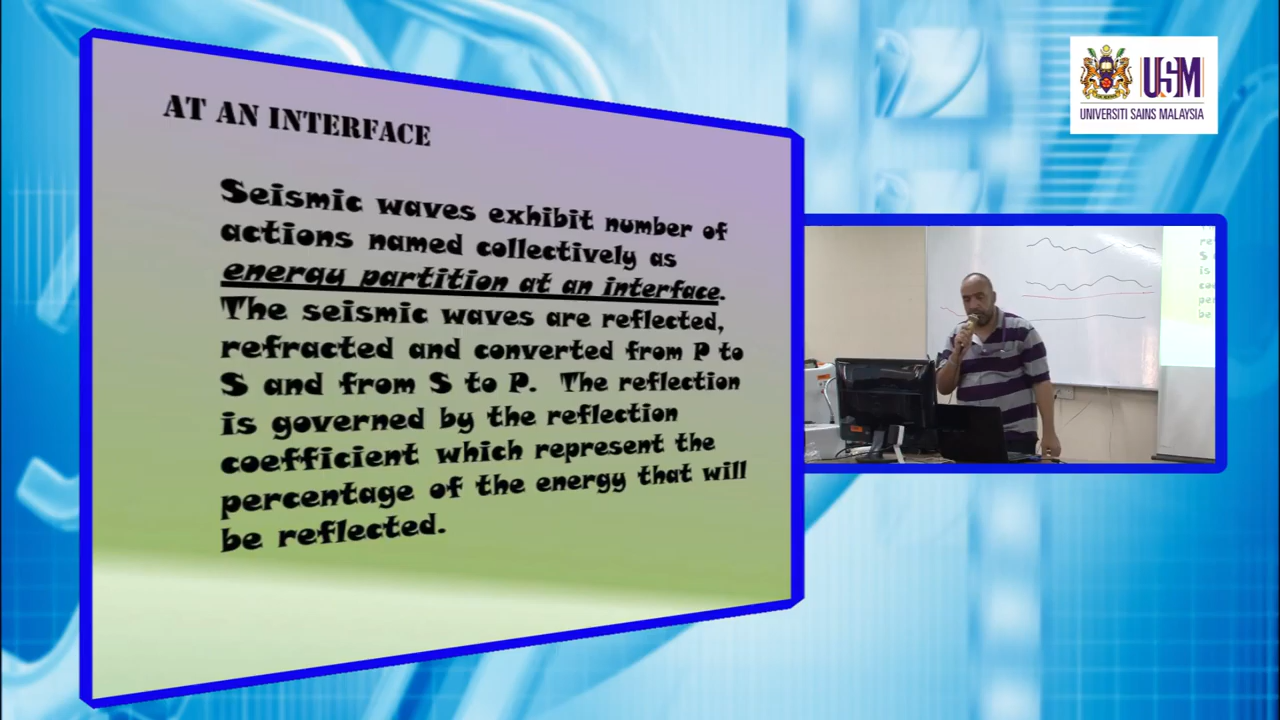 AT AN INTERFACE
Seismic waves exhibit number of
actions named collectively as
energy partition at an interface.
The seismic waves are reflected,
refracted and converted from P to
S and from S to P. The reflection
is governed by the reflection
coefficient which represent the
percentage of the energy that will
be reflected.
USM
UNIVERSITI SAINS MALAYSIA